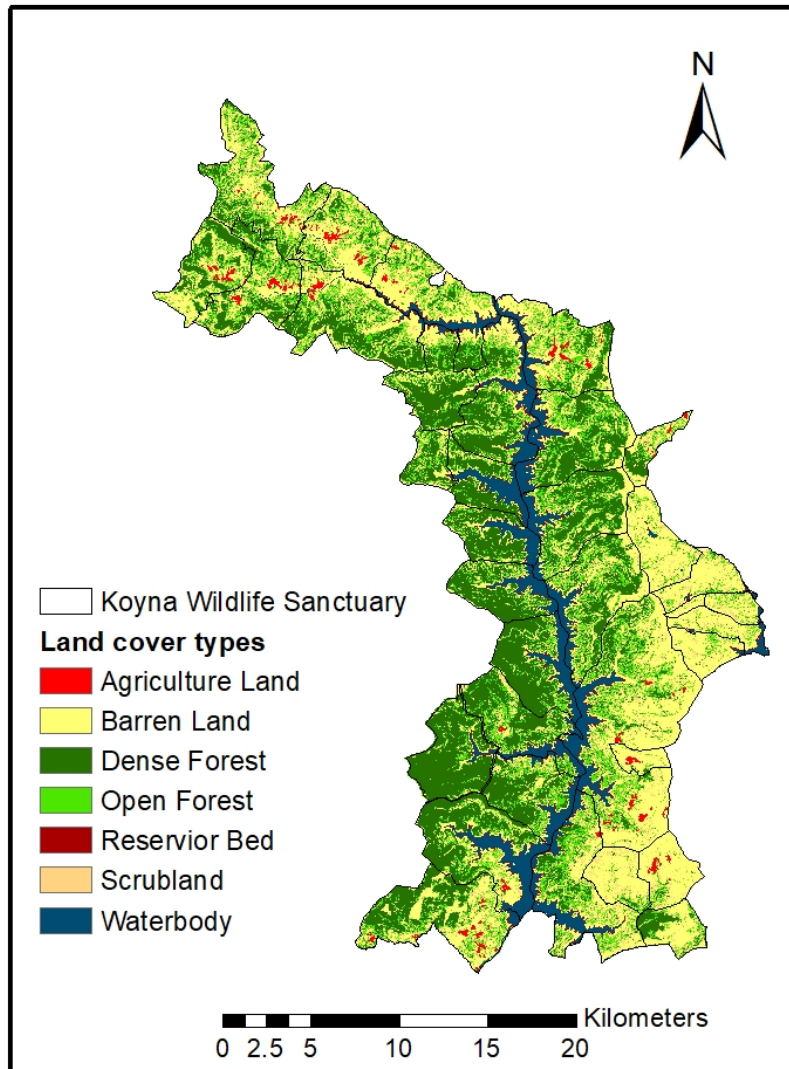 N
Koyna Wildlife Sanctuary
Land cover types
Agriculture Land
Barren Land
Dense Forest
Open Forest
Reservior Bed
Scrubland
Waterbody
Kilometers
0 2.5 5 10 15 20